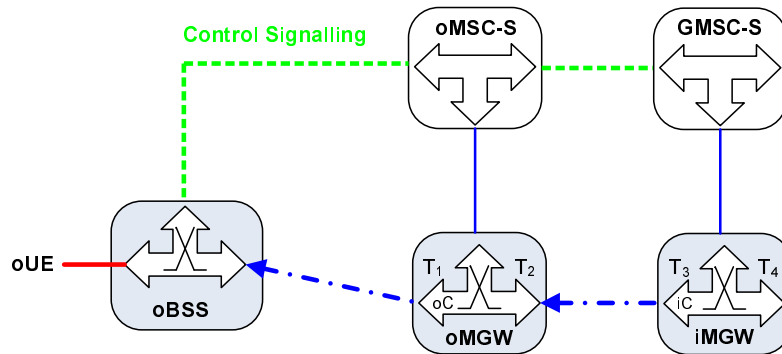 oMSC-S
GMSC-S
Control Signalling
T1
T2
T3
T4
oUE
oC
iC
oBSS
oMGW
iMGW